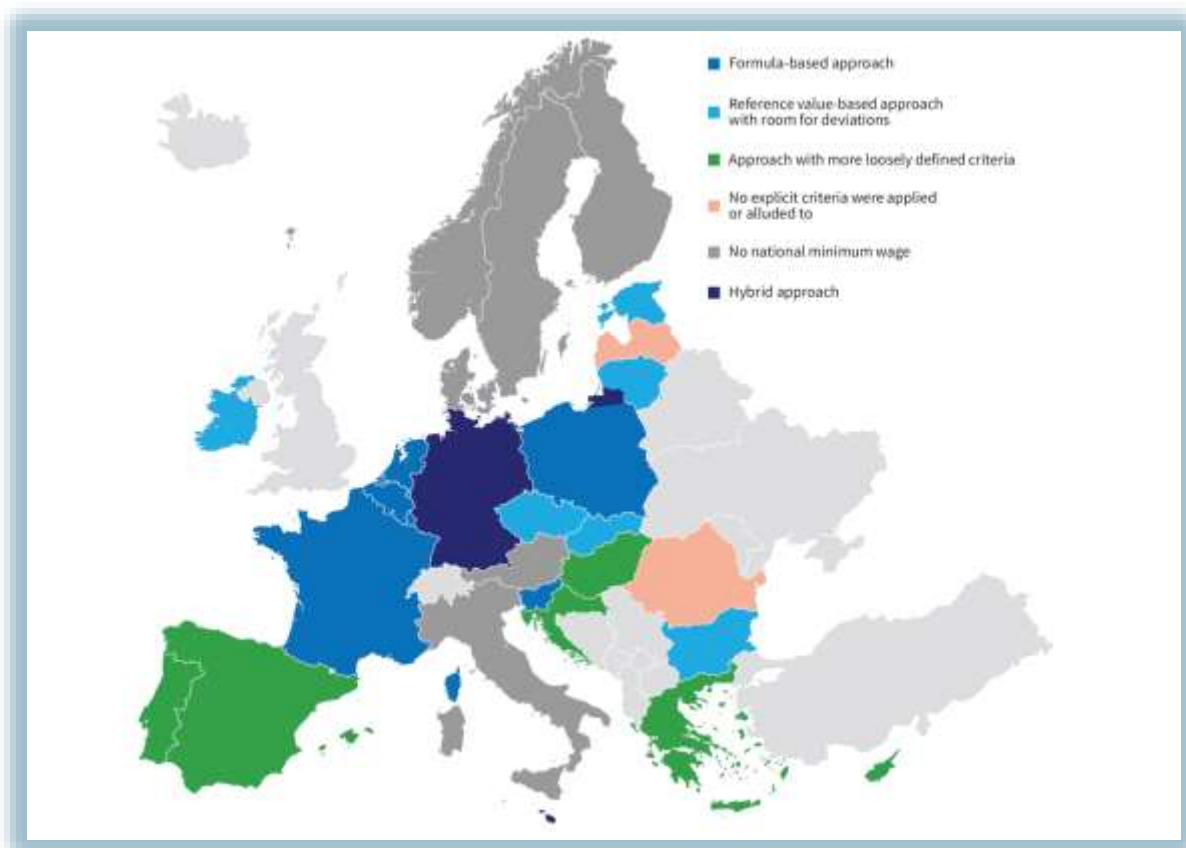 Formula-based approach
Reference value-based approach
with room for deviations
Approach with more loosely defined criteria
No explicit criteria were applied
or alluded to
No national minimum wage
Hybrid approach